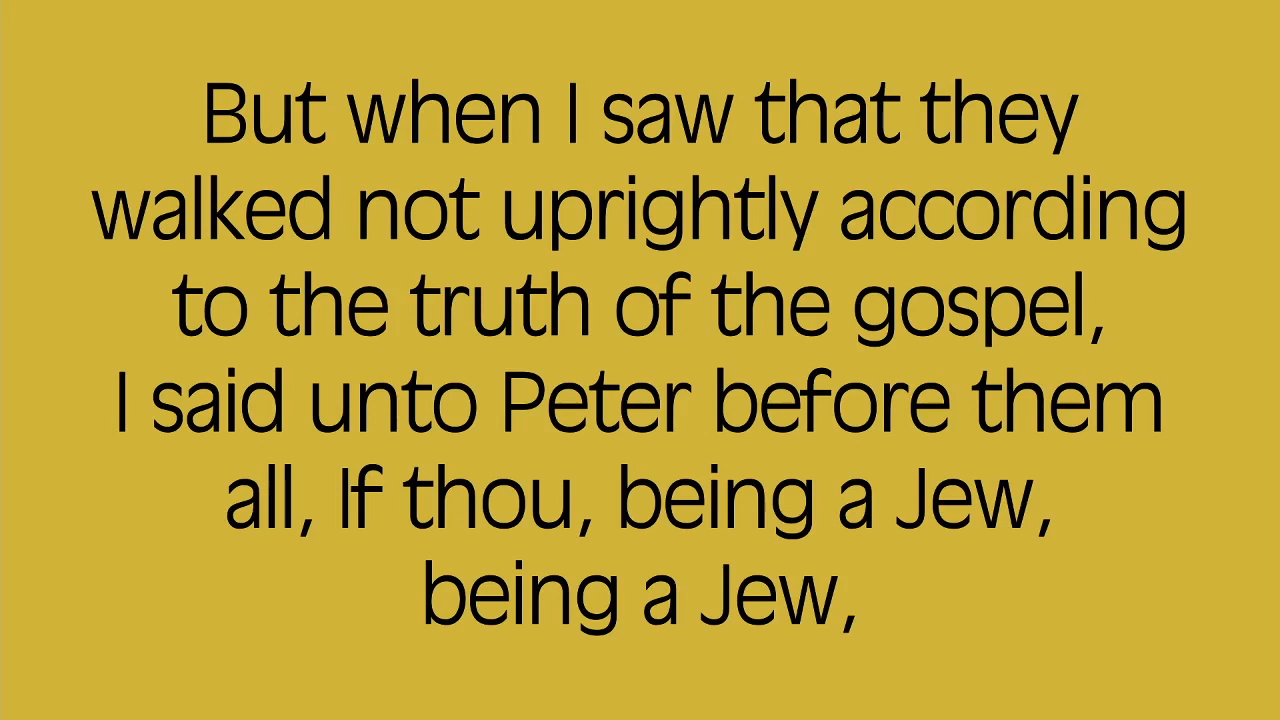 But when I saw that they
walked not uprightly according
to the truth of the gospel,
I said unto Peter before them
all, If thou, being a Jew,
being a Jew,